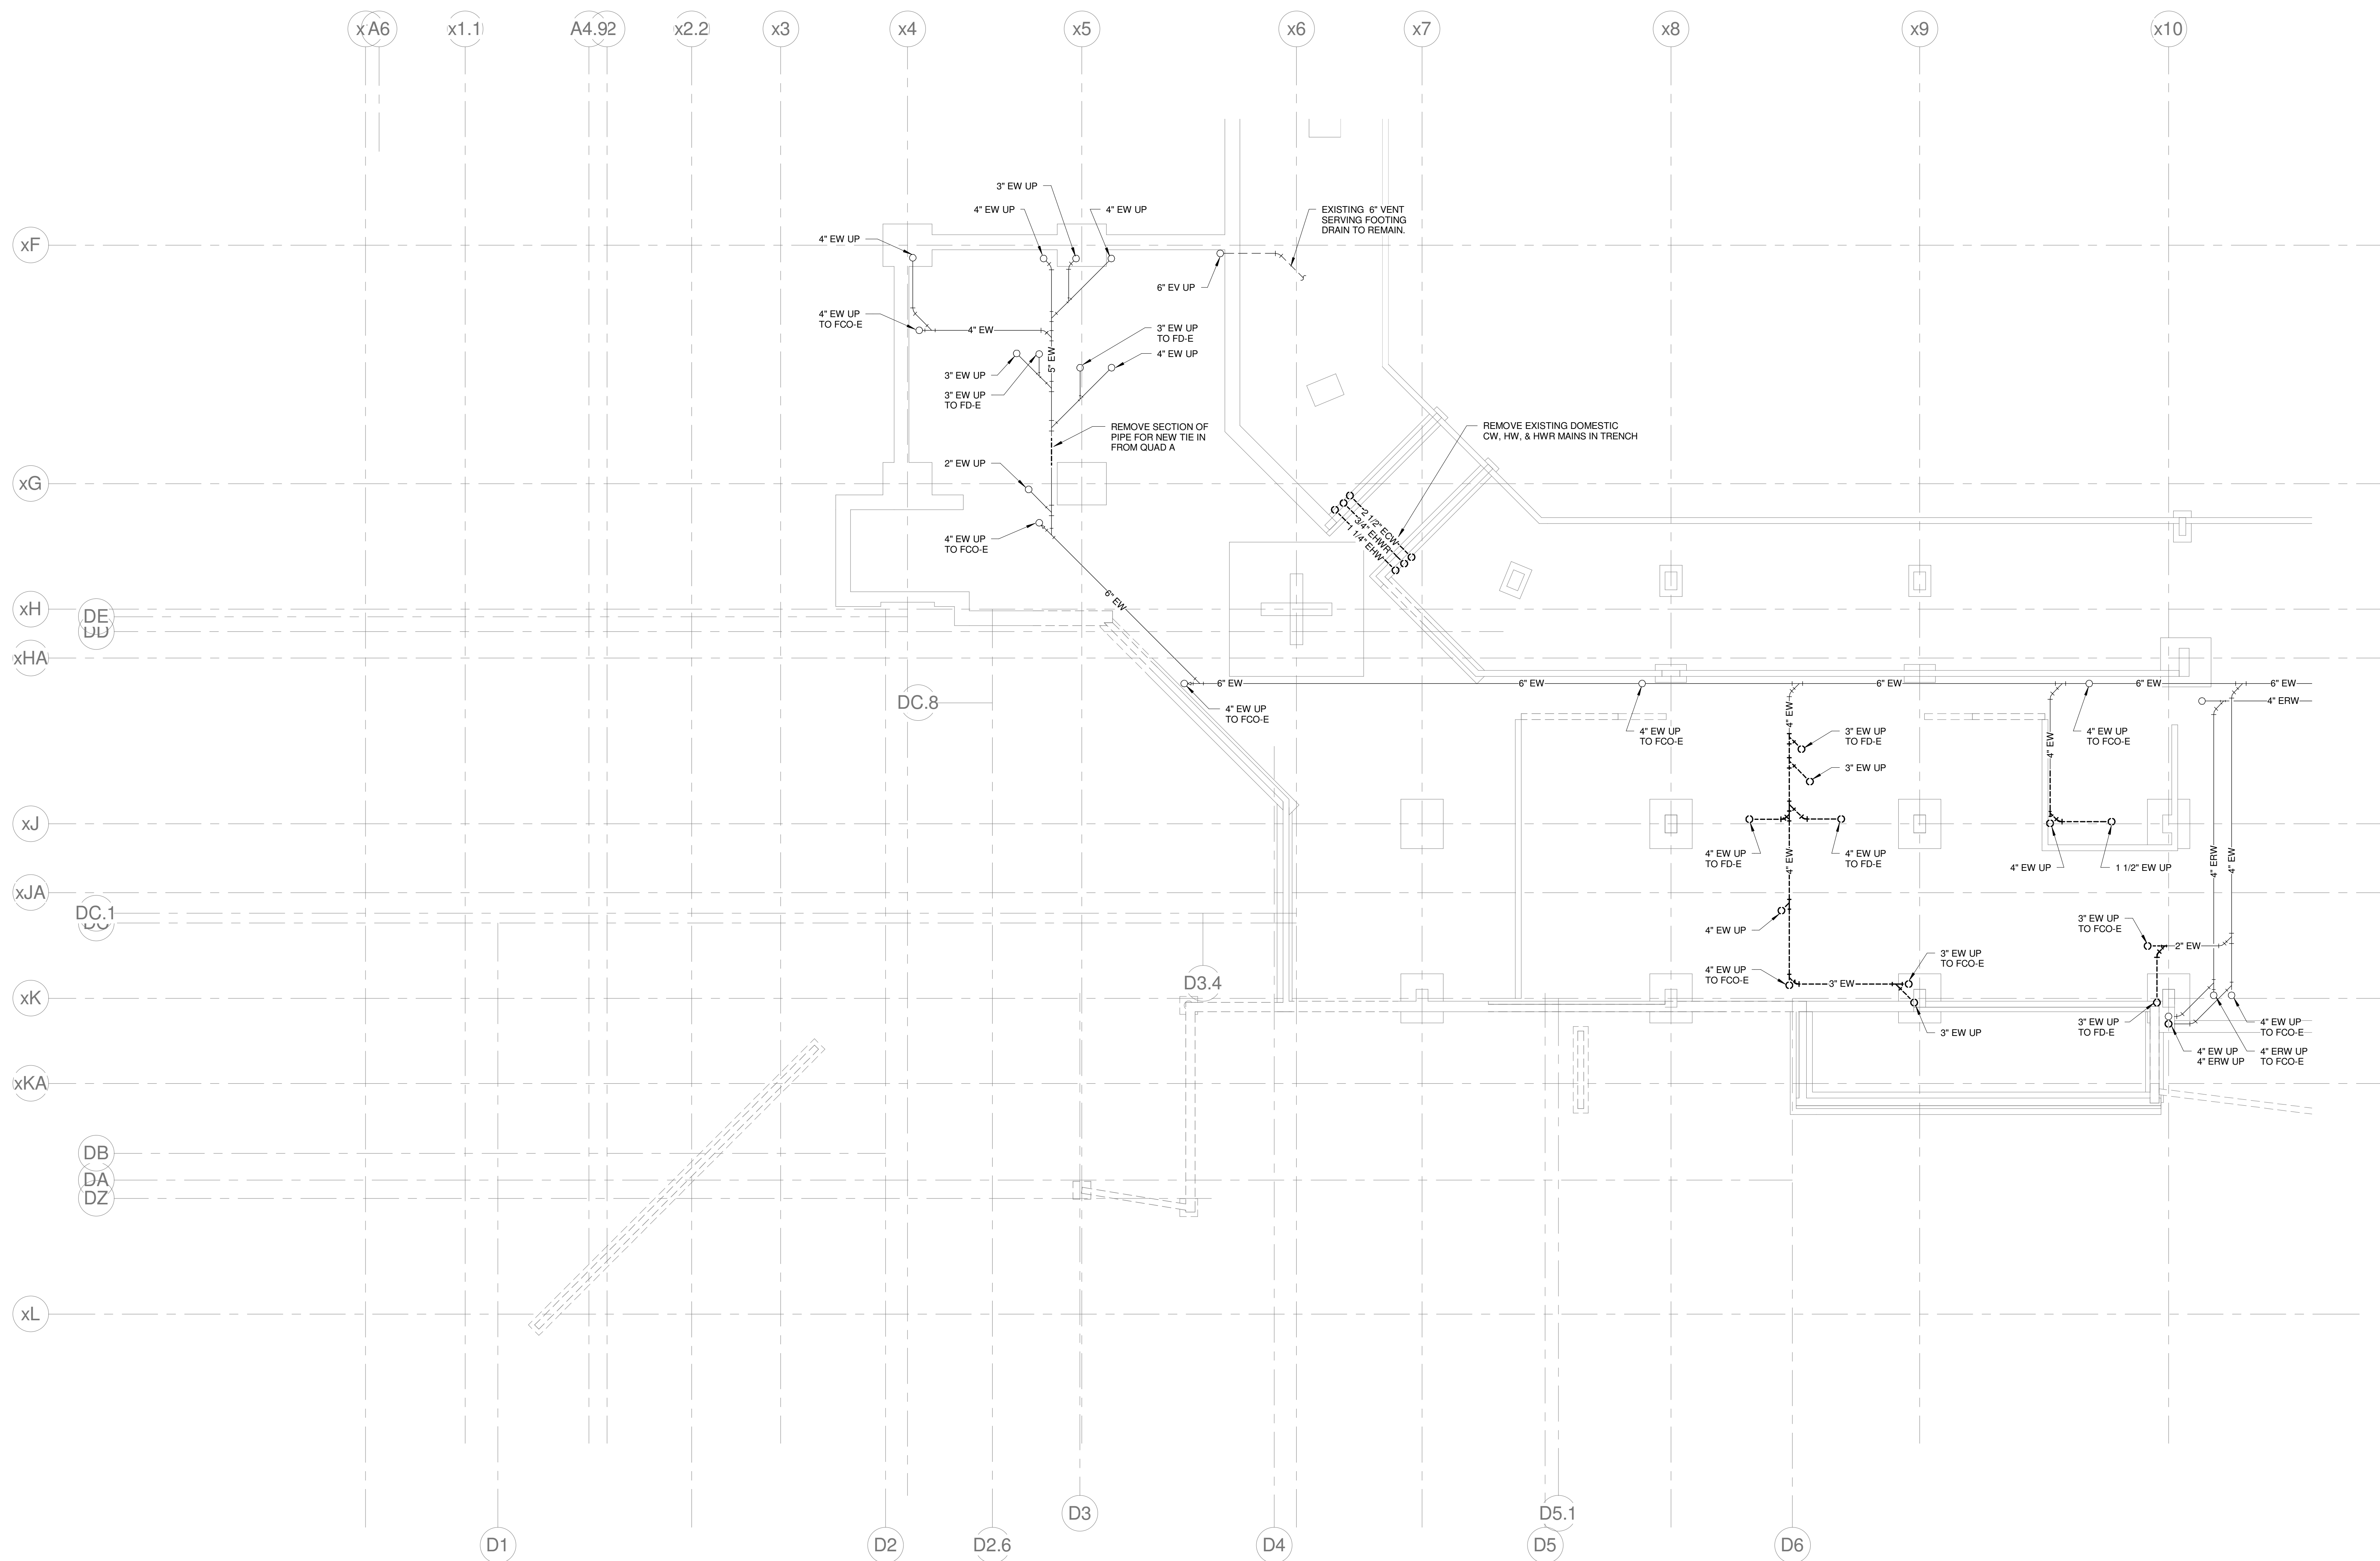 A6
x1.1
A4.9
x2.2
x3
x4
x5
x6
x7
x8
x9
x10
3" EW UP
4" EW UP
4" EW UP
EXISTING 6" VENT
SERVING FOOTING
DRAIN TO REMAIN.
4" EW UP
xF
6" EV UP
4" EW UP
TO FCO-E
4" EW
3" EW UP
TO FD-E
5" EW
4" EW UP
3" EW UP
3" EW UP
TO FD-E
REMOVE SECTION OF
PIPE FOR NEW TIE IN
FROM QUAD A
REMOVE EXISTING DOMESTIC
CW, HW, & HWR MAINS IN TRENCH
2" EW UP
xG
2 1/2" ECW
3/4" EHWR
1 1/4" EHW
4" EW UP
TO FCO-E
6" EW
xH
DE
DD
xHA
6" EW
6" EW
6" EW
6" EW
6" EW
DC.8
4" ERW
4" EW UP
TO FCO-E
4" EW
4" EW UP
TO FCO-E
3" EW UP
TO FD-E
4" EW
4" EW UP
TO FCO-E
3" EW UP
xJ
4" EW UP
TO FD-E
4" EW UP
TO FD-E
4" EW
4" EW UP
1 1/2" EW UP
4" ERW
4" EW
xJA
DC.1
4" EW UP
3" EW UP
TO FCO-E
2" EW
3" EW UP
TO FCO-E
4" EW UP
TO FCO-E
3" EW
D3.4
xK
3" EW UP
3" EW UP
TO FD-E
4" EW UP
TO FCO-E
4" EW UP
4" ERW UP
4" ERW UP
TO FCO-E
xKA
DB
DA
DZ
xL
D3
D5.1
D1
D2
D2.6
D4
D5
D6